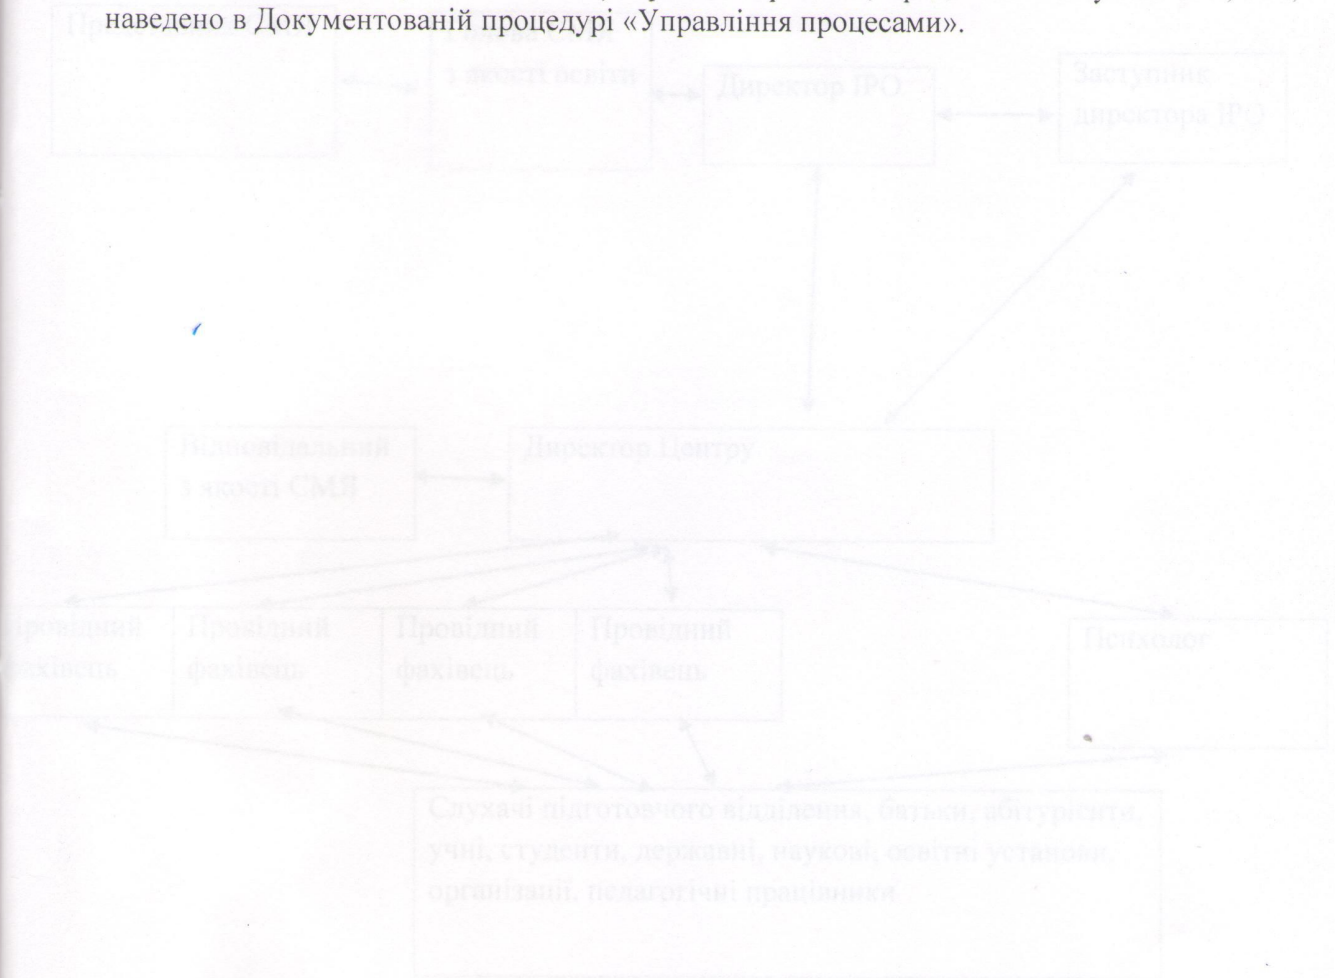 наведено в Документованій процедурі «Управління процесами».
з якості освіти
Директор ІРО
Заступник
директора ІРО
Відповідальний
з якості СМЯ
Директор Центру
Провідний
фахівець
Провідний
фахівець
Провідний
фахівець
Провідний
фахівець
Психолог
Слухачі підготовчого відділення, батьки, абітурієнти,
учні, студенти, державні, наукові, освітні установи,
організації, педагогічні працівники